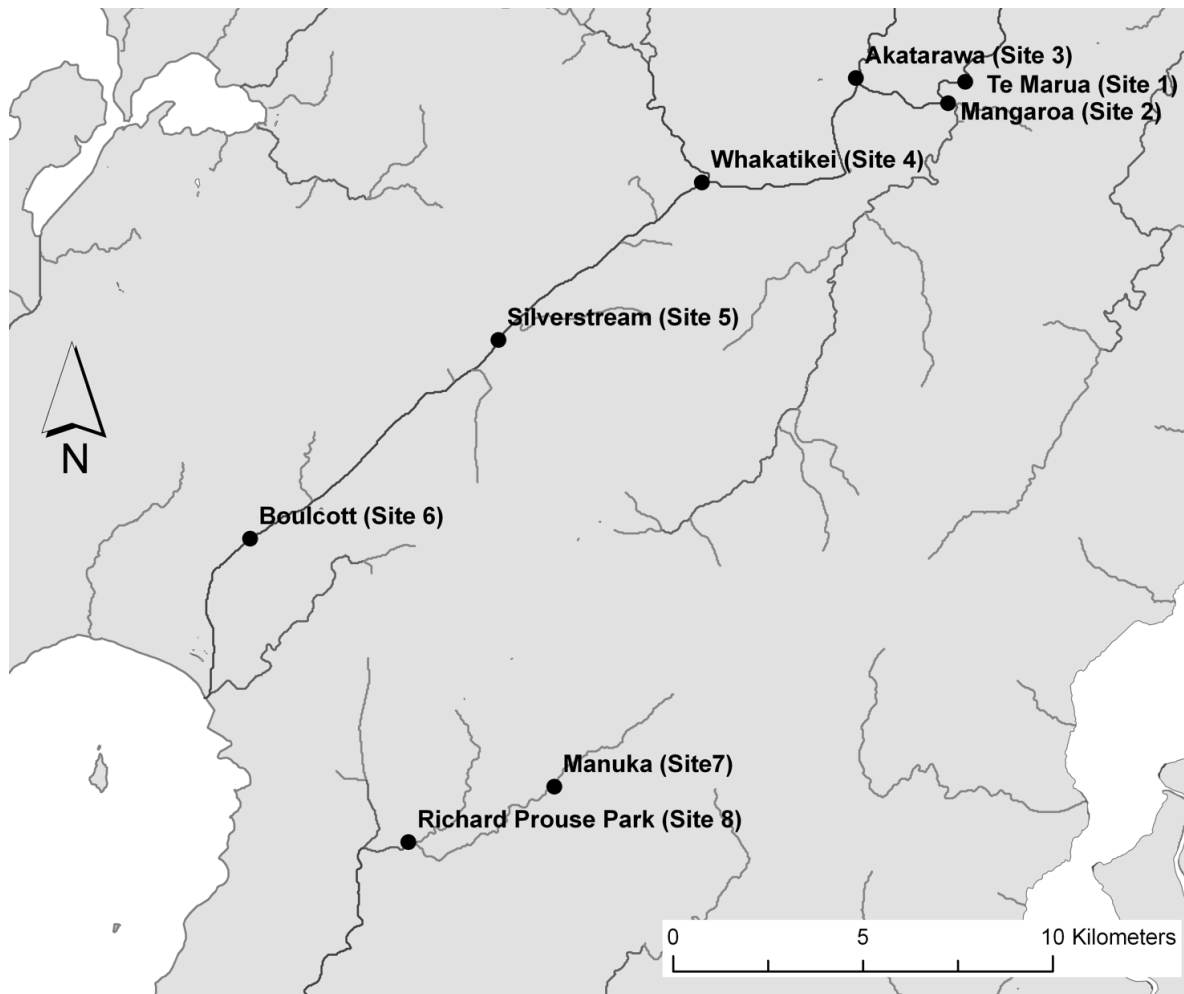 Akatarawa (Site 3)
Te Marua (Site 1)
Mangaroa (Site 2)
Whakatikei (Site 4)
Silverstream (Site 5)
N
Boulcott (Site 6)
Manuka (Site7)
Richard Prouse Park (Site 8)
0 5 10 Kilometers